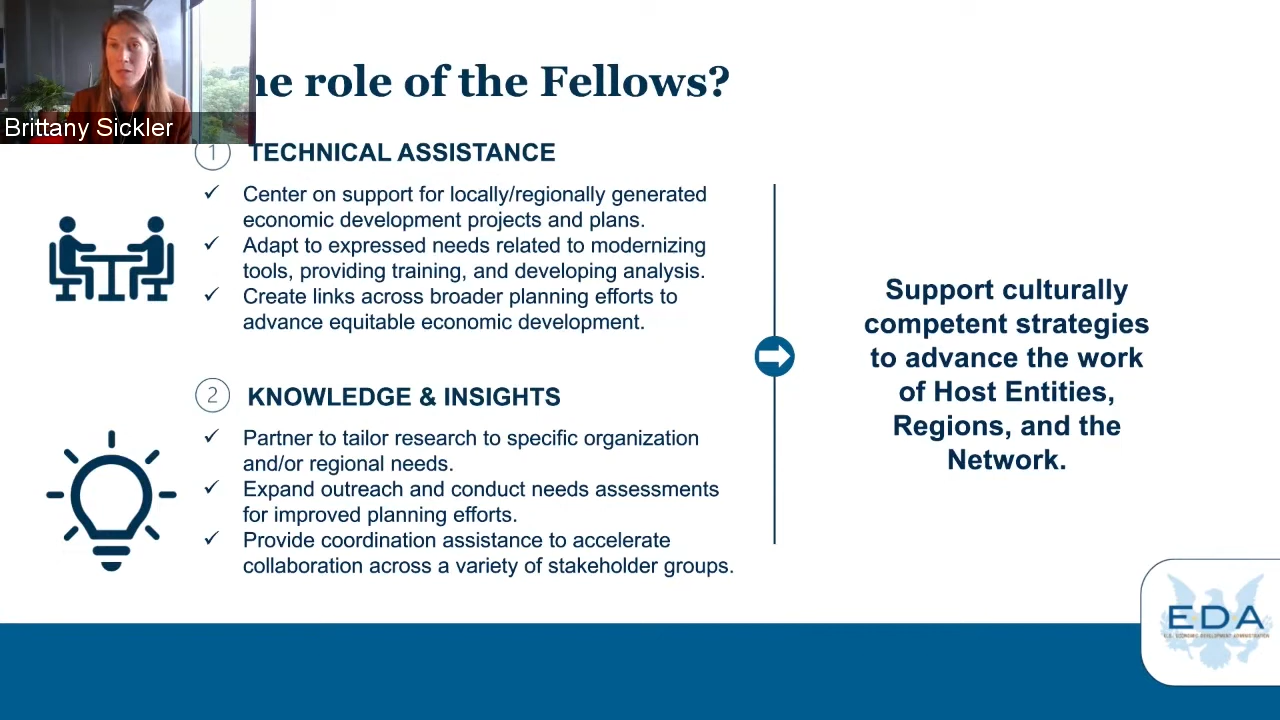 he role of the Fellows?
Brittany Sickler
1 TECHNICAL ASSISTANCE
✓ Center on support for locally/regionally generated
economic development projects and plans.
✓ Adapt to expressed needs related to modernizing
tools, providing training, and developing analysis.
✓ Create links across broader planning efforts to
advance equitable economic development.
2 KNOWLEDGE & INSIGHTS
✓ Partner to tailor research to specific organization
and/or regional needs.
✓ Expand outreach and conduct needs assessments
for improved planning efforts.
✓ Provide coordination assistance to accelerate
collaboration across a variety of stakeholder groups.
Support culturally
competent strategies
to advance the work
of Host Entities,
Regions, and the
Network.
EDA
U.S. ECONOMIC DEVELOPMENT ADMINISTRATION